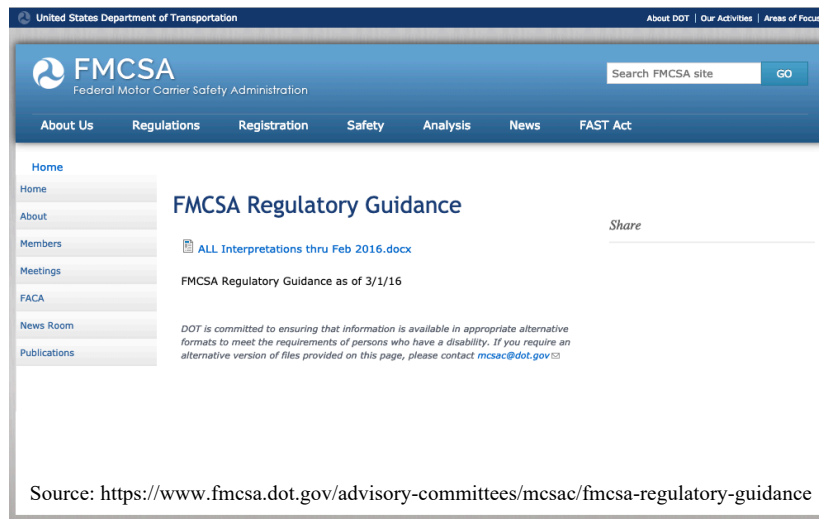 United States Department of Transportation
About DOT | Our Activities | Areas of Focus
FMCSA
Federal Motor Carrier Safety Administration
Search FMCSA site
GO
About Us Regulations Registration Safety Analysis News FAST Act
Home
Home
About
Members
Meetings
FACA
News Room
Publications
FMCSA Regulatory Guidance
ALL Interpretations thru Feb 2016.docx
FMCSA Regulatory Guidance as of 3/1/16
DOT is committed to ensuring that information is available in appropriate alternative
formats to meet the requirements of persons who have a disability. If you require an
alternative version of files provided on this page, please contact mcsac@dot.gov
Share
Source: https://www.fmcsa.dot.gov/advisory-committees/mcsac/fmcsa-regulatory-guidance